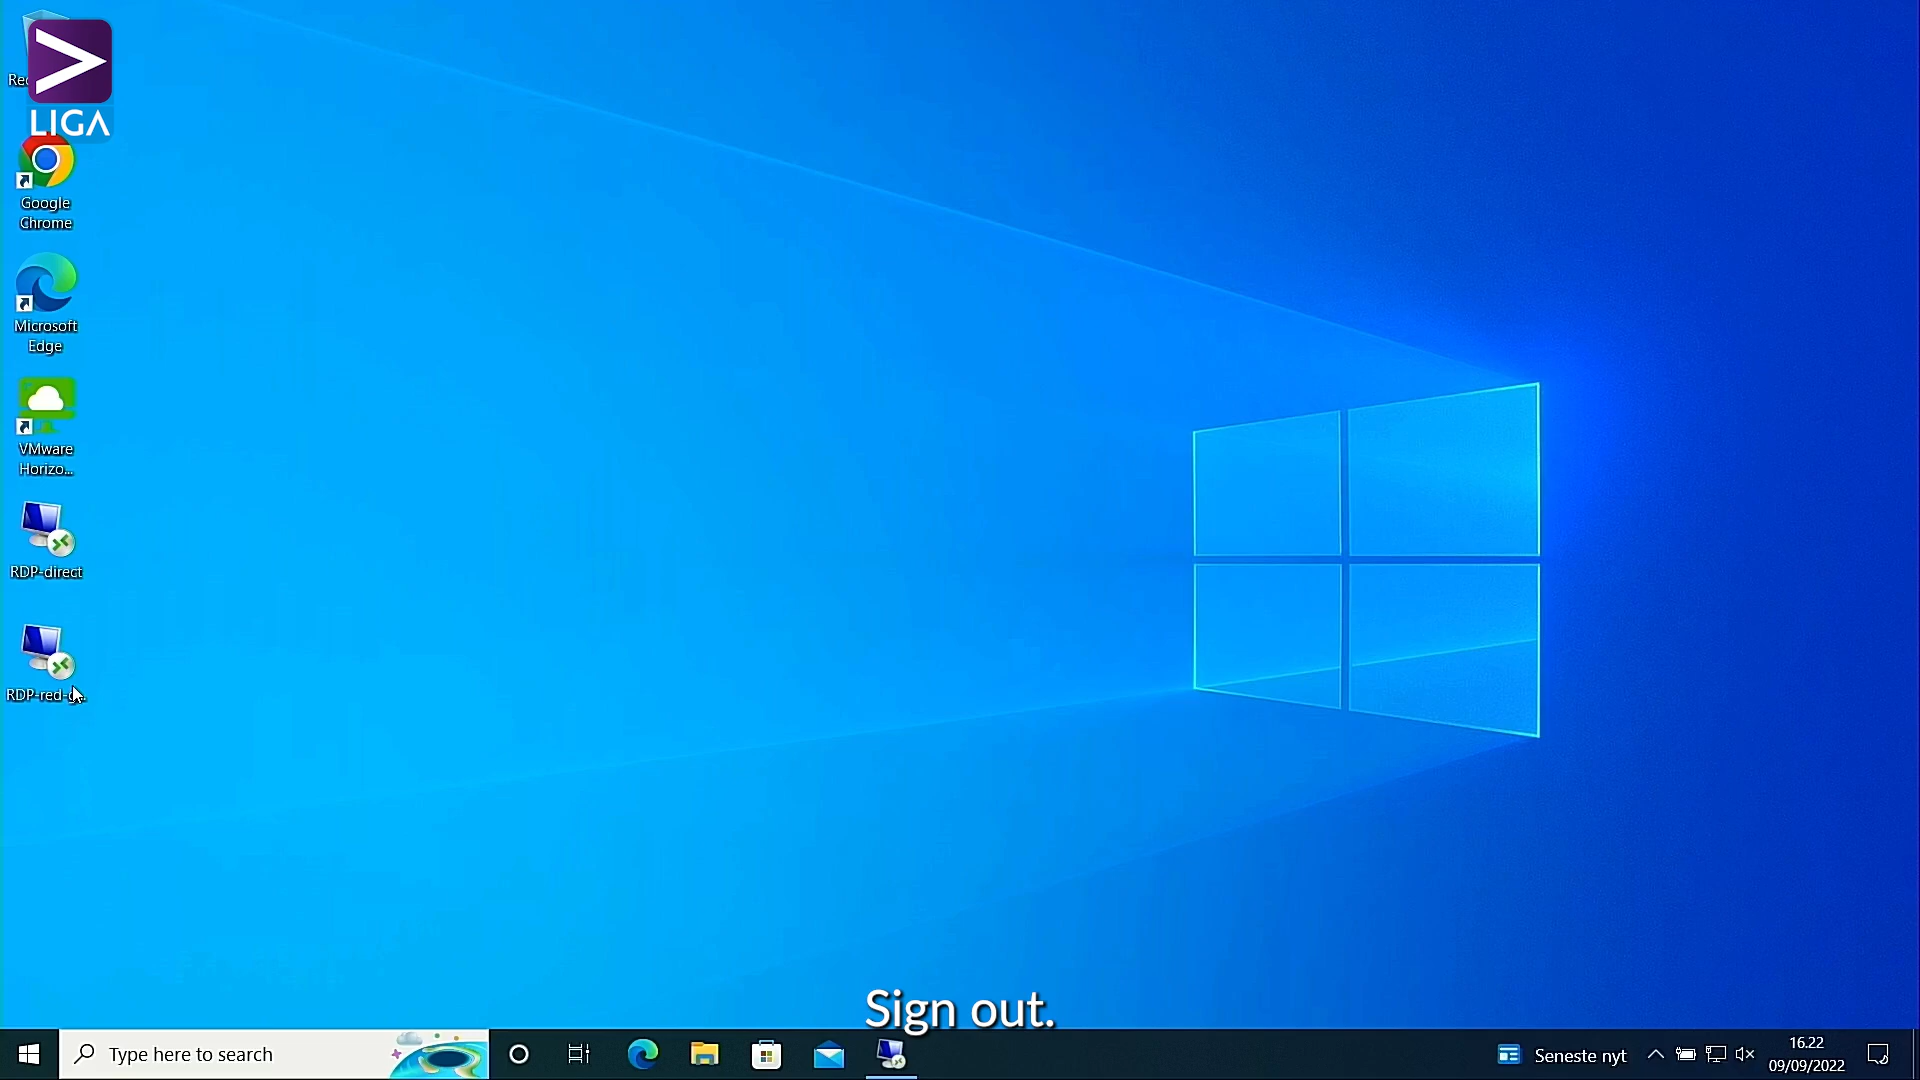 LIGA
Google
Chrome
Microsoft
Edge
VMware
Horizo...
RDP-direct
Sign out.
Type here to search
Seneste nyt
16.22
09/09/2022